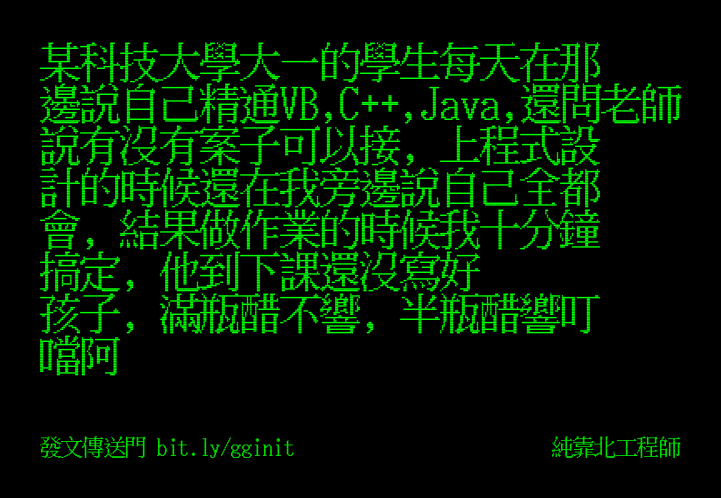 某科技大學大一的學生每天在那
邊說自己精通VB,C++,Java,還問老師
說有沒有案子可以接, 上程式設
計的時候還在我旁邊說自己全都
會, 結果做作業的時候我十分鐘
搞定, 他到下課還沒寫好
孩子, 滿瓶醋不響, 半瓶醋響叮
噹阿
發文傳送門 bit.ly/gginit
純靠北工程師